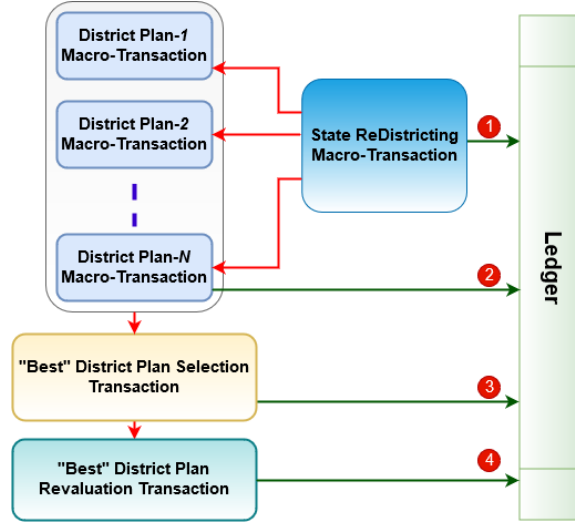 District Plan-1
Macro-Transaction
District Plan-2
Macro-Transaction
District Plan-N
Macro-Transaction
State ReDistricting
Macro-Transaction
1
2
3
4
Ledger
"Best" District Plan Selection
Transaction
"Best" District Plan
Revaluation Transaction